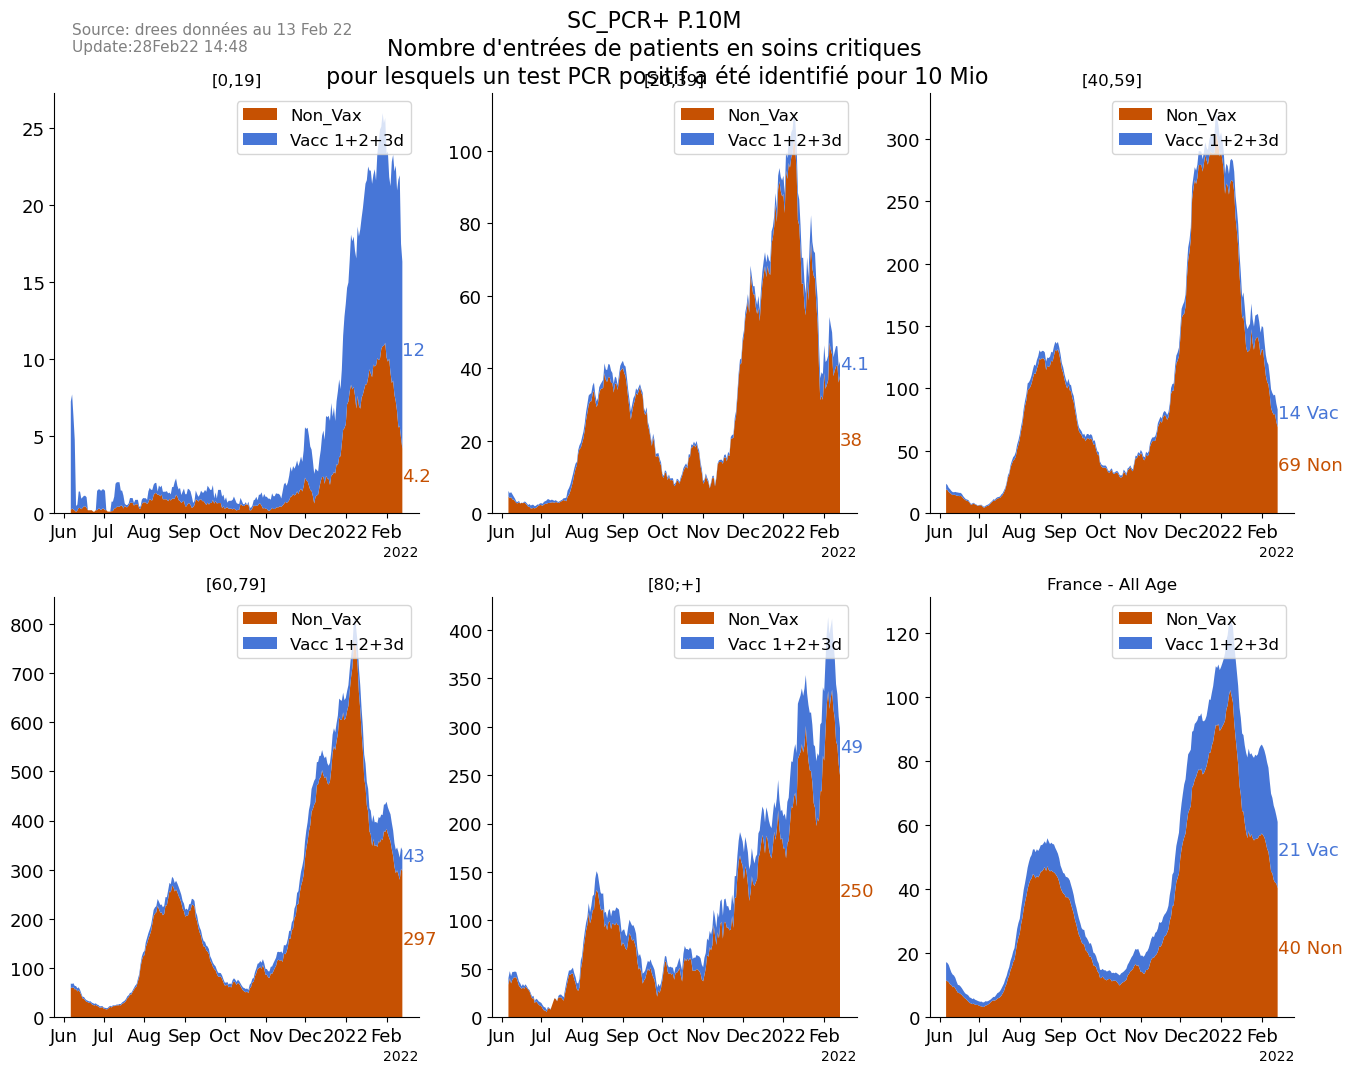 Source: drees données au 13 Feb 22
Update:28Feb22 14:48
SC_PCR+ P.10M
Nombre d'entrées de patients en soins critiques
pour lesquels un test PCR positif a été identifié pour 10 Mio
[0,19]
Non_Vax
Vacc 1+2+3d
25
20
15
10
5
0
12
4.2
Jun Jul Aug Sep Oct Nov Dec 2022 Feb
2022
[20,39]
Non_Vax
Vacc 1+2+3d
100
80
60
40
20
0
4.1
38
Jun Jul Aug Sep Oct Nov Dec 2022 Feb
2022
[40,59]
Non_Vax
Vacc 1+2+3d
300
250
200
150
100
50
0
14 Vac
69 Non
Jun Jul Aug Sep Oct Nov Dec 2022 Feb
2022
[60,79]
Non_Vax
Vacc 1+2+3d
800
700
600
500
400
300
200
100
0
43
297
Jun Jul Aug Sep Oct Nov Dec 2022 Feb
2022
[80;+]
Non_Vax
Vacc 1+2+3d
400
350
300
250
200
150
100
50
0
49
250
Jun Jul Aug Sep Oct Nov Dec 2022 Feb
2022
France - All Age
Non_Vax
Vacc 1+2+3d
120
100
80
60
40
20
0
21 Vac
40 Non
Jun Jul Aug Sep Oct Nov Dec 2022 Feb
2022